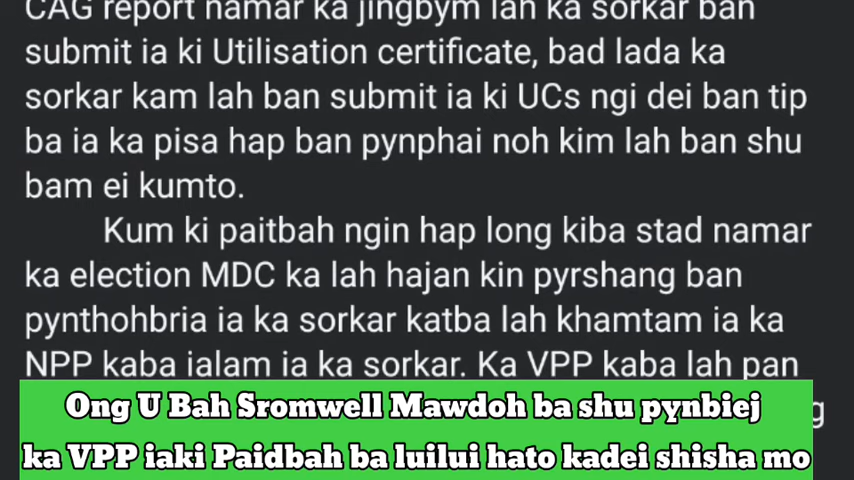 CAG report namar ka jingbym lah ka sorkar ban
submit ia ki Utilisation certificate, bad lada ka
sorkar kam lah ban submit ia ki UCs ngi dei ban tip
ba ia ka pisa hap ban pynphai noh kim lah ban shu
bam ei kumto.
Kum ki paitbah ngin hap long kiba stad namar
ka election MDC ka lah hajan kin pyrshang ban
pynthohbria ia ka sorkar katba lah khamtam ia ka
NPP kaba ialam ia ka sorkar. Ka VPP kaba lah pan
Ong U Bah Sromwell Mawdoh ba shu pynbiej
ka VPP iaki Paidbah ba luilui hato kadei shisha mo